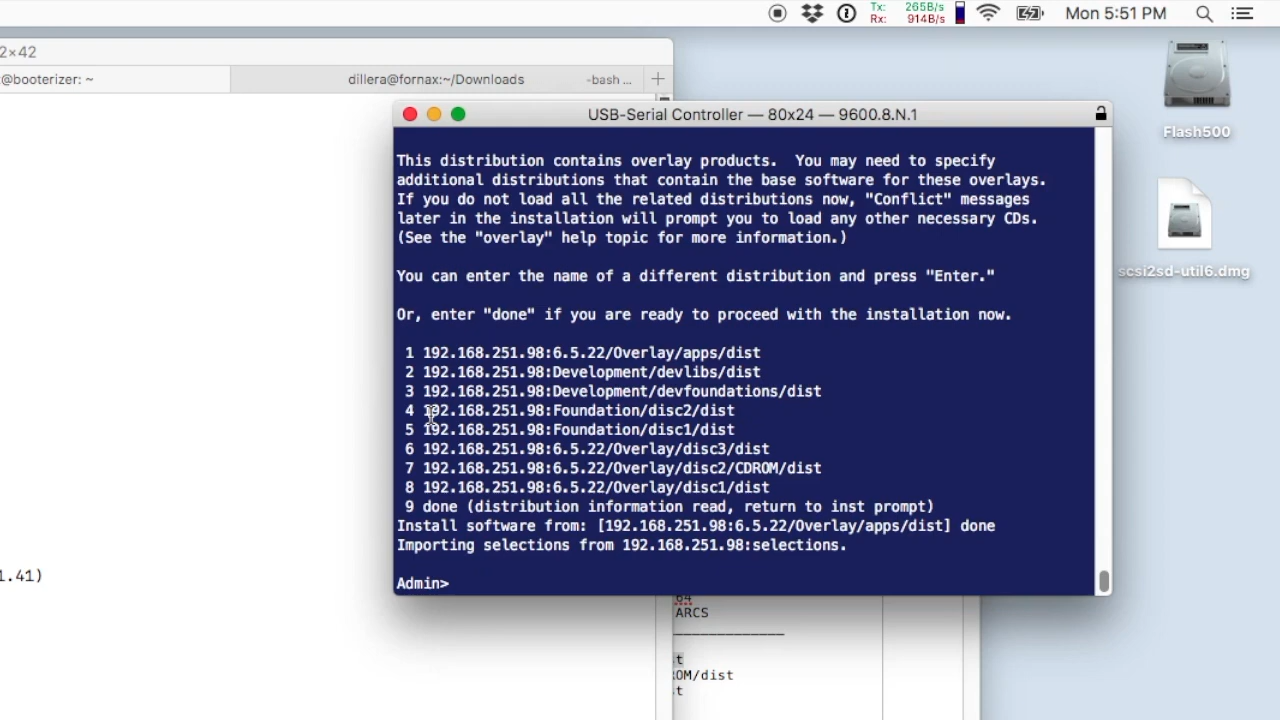 Tx: 265B/s
Rx: 914B/s
Mon 5:51 PM
2×42
@booterizer: ~
dillera@fornax:~/Downloads
-bash ...
USB-Serial Controller — 80x24 — 9600.8.N.1
Flash500
scsi2sd-util6.dmg
This distribution contains overlay products.  You may need to specify
additional distributions that contain the base software for these overlays.
If you do not load all the related distributions now, "Conflict" messages
later in the installation will prompt you to load any other necessary CDs.
(See the "overlay" help topic for more information.)
You can enter the name of a different distribution and press "Enter."
Or, enter "done" if you are ready to proceed with the installation now.
1 192.168.251.98:6.5.22/Overlay/apps/dist
2 192.168.251.98:Development/devlibs/dist
3 192.168.251.98:Development/devfoundations/dist
4 192.168.251.98:Foundation/disc2/dist
5 192.168.251.98:Foundation/disc1/dist
6 192.168.251.98:6.5.22/Overlay/disc3/dist
7 192.168.251.98:6.5.22/Overlay/disc2/CDROM/dist
8 192.168.251.98:6.5.22/Overlay/disc1/dist
9 done (distribution information read, return to inst prompt)
Install software from: [192.168.251.98:6.5.22/Overlay/apps/dist] done
Importing selections from 192.168.251.98:selections.
Admin>
1.41)
64
ARCS
st
OM/dist
st